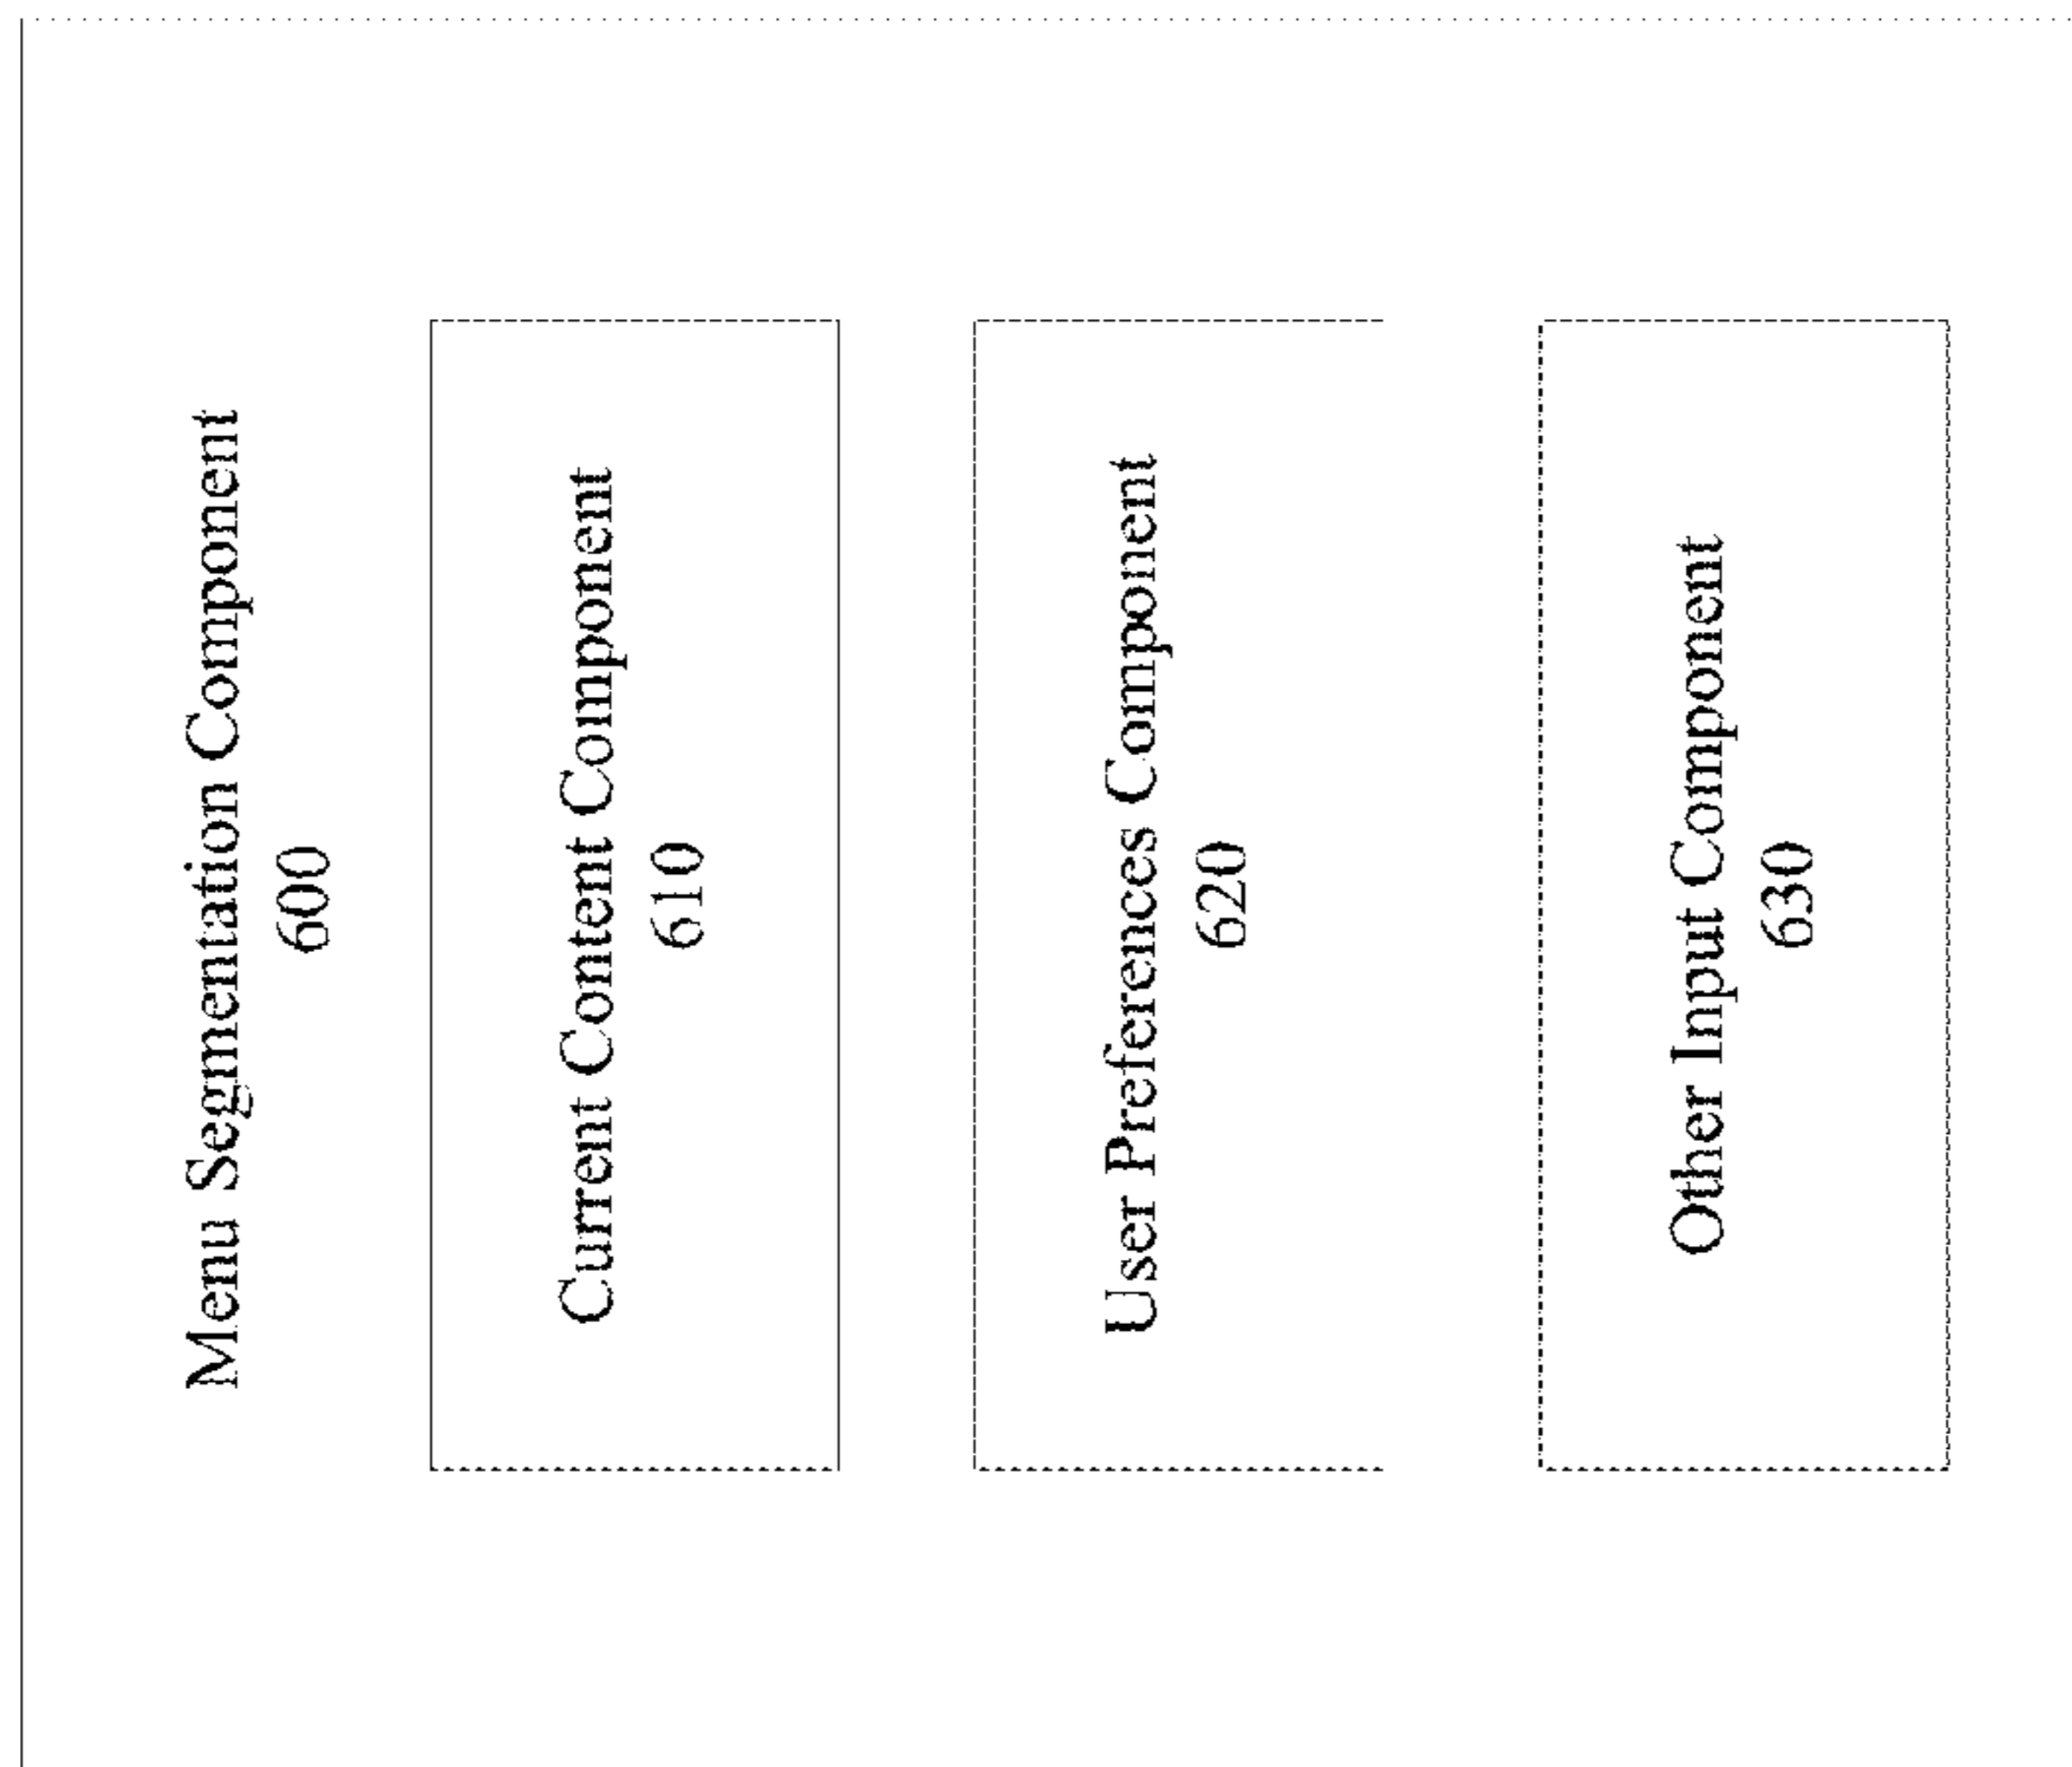 Menu Segmentation Component
600
Current Content Component
610
User Preferences Component
620
Other Input Component
630